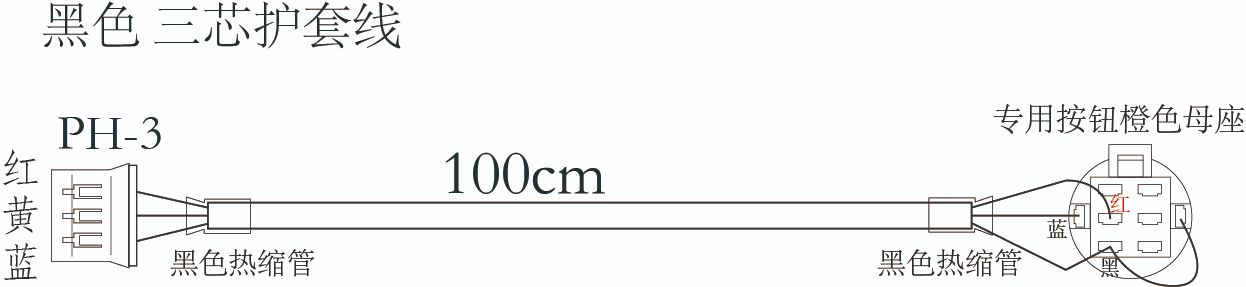 黑色 三芯护套线
PH-3
专用按钮橙色母座
100cm
红
黄
蓝
红
蓝
黑色热缩管
黑色热缩管
黑